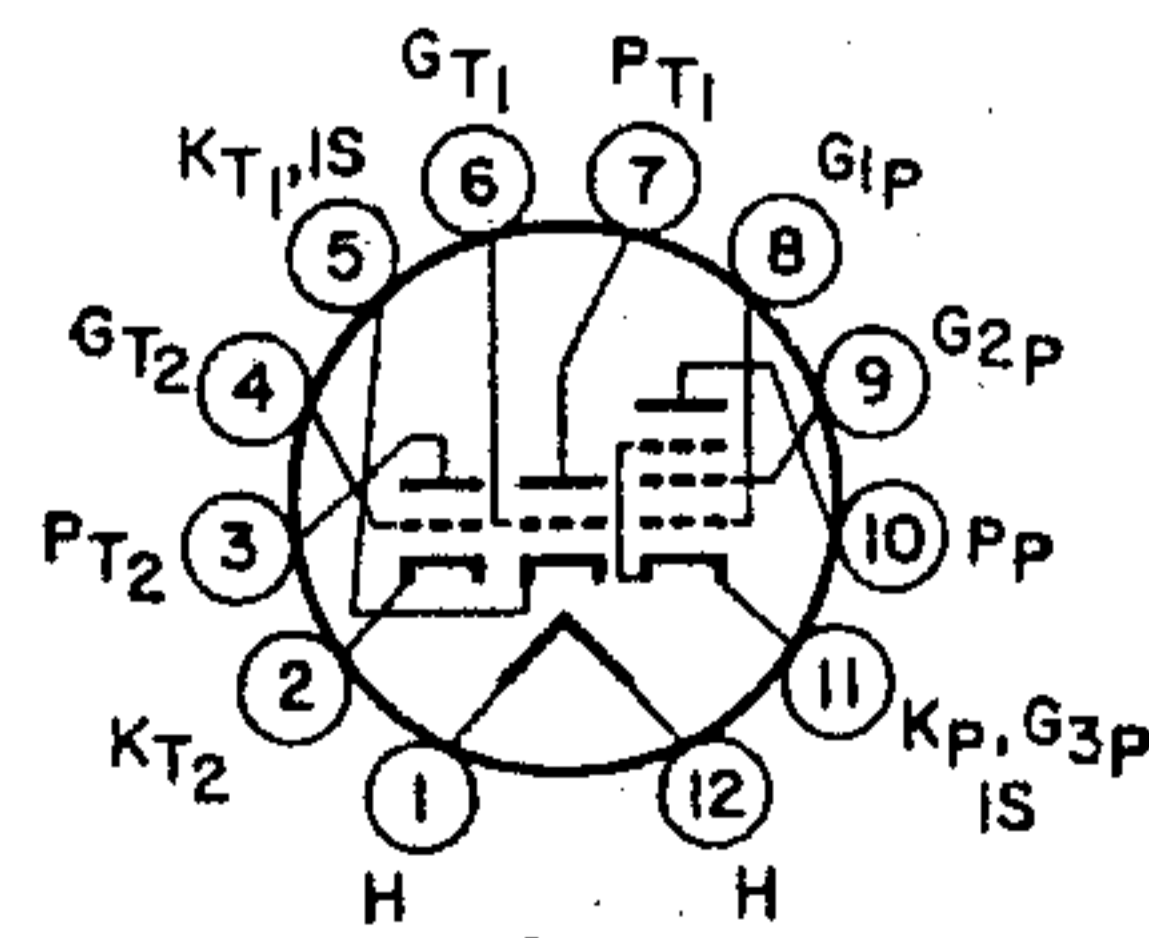 GT1 PT1
KT1,IS G1P
6 7
5 8
GT2 G2P
4 9
PT2 3 10 PP
2 11
KT2 KP, G3P
IS
1 12
H H